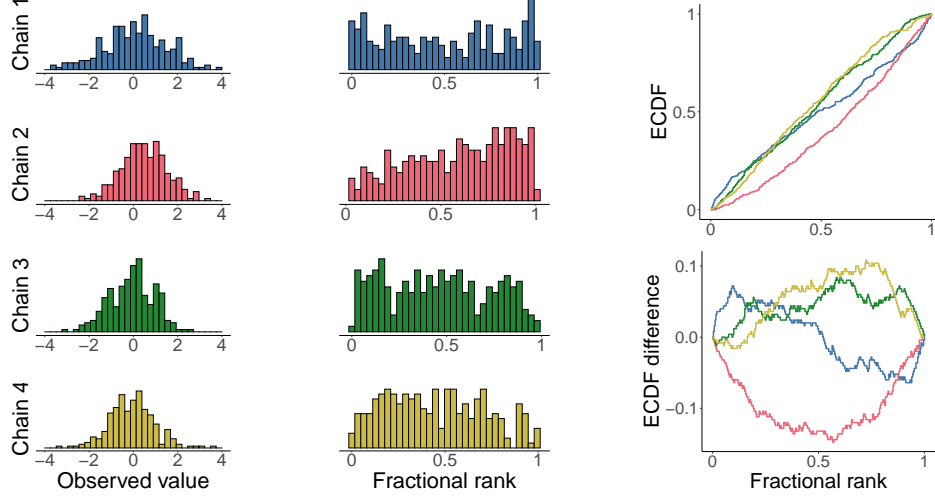 Chain 1
−4 −2 0 2 4
0 0.5 1
Chain 2
−4 −2 0 2 4
0 0.5 1
Chain 3
−4 −2 0 2 4
0 0.5 1
Chain 4
−4 −2 0 2 4
0 0.5 1
Observed value
Fractional rank
ECDF
1
0.5
0
0 0.5 1
ECDF difference
0.1
0.0
−0.1
0 0.5 1
Fractional rank